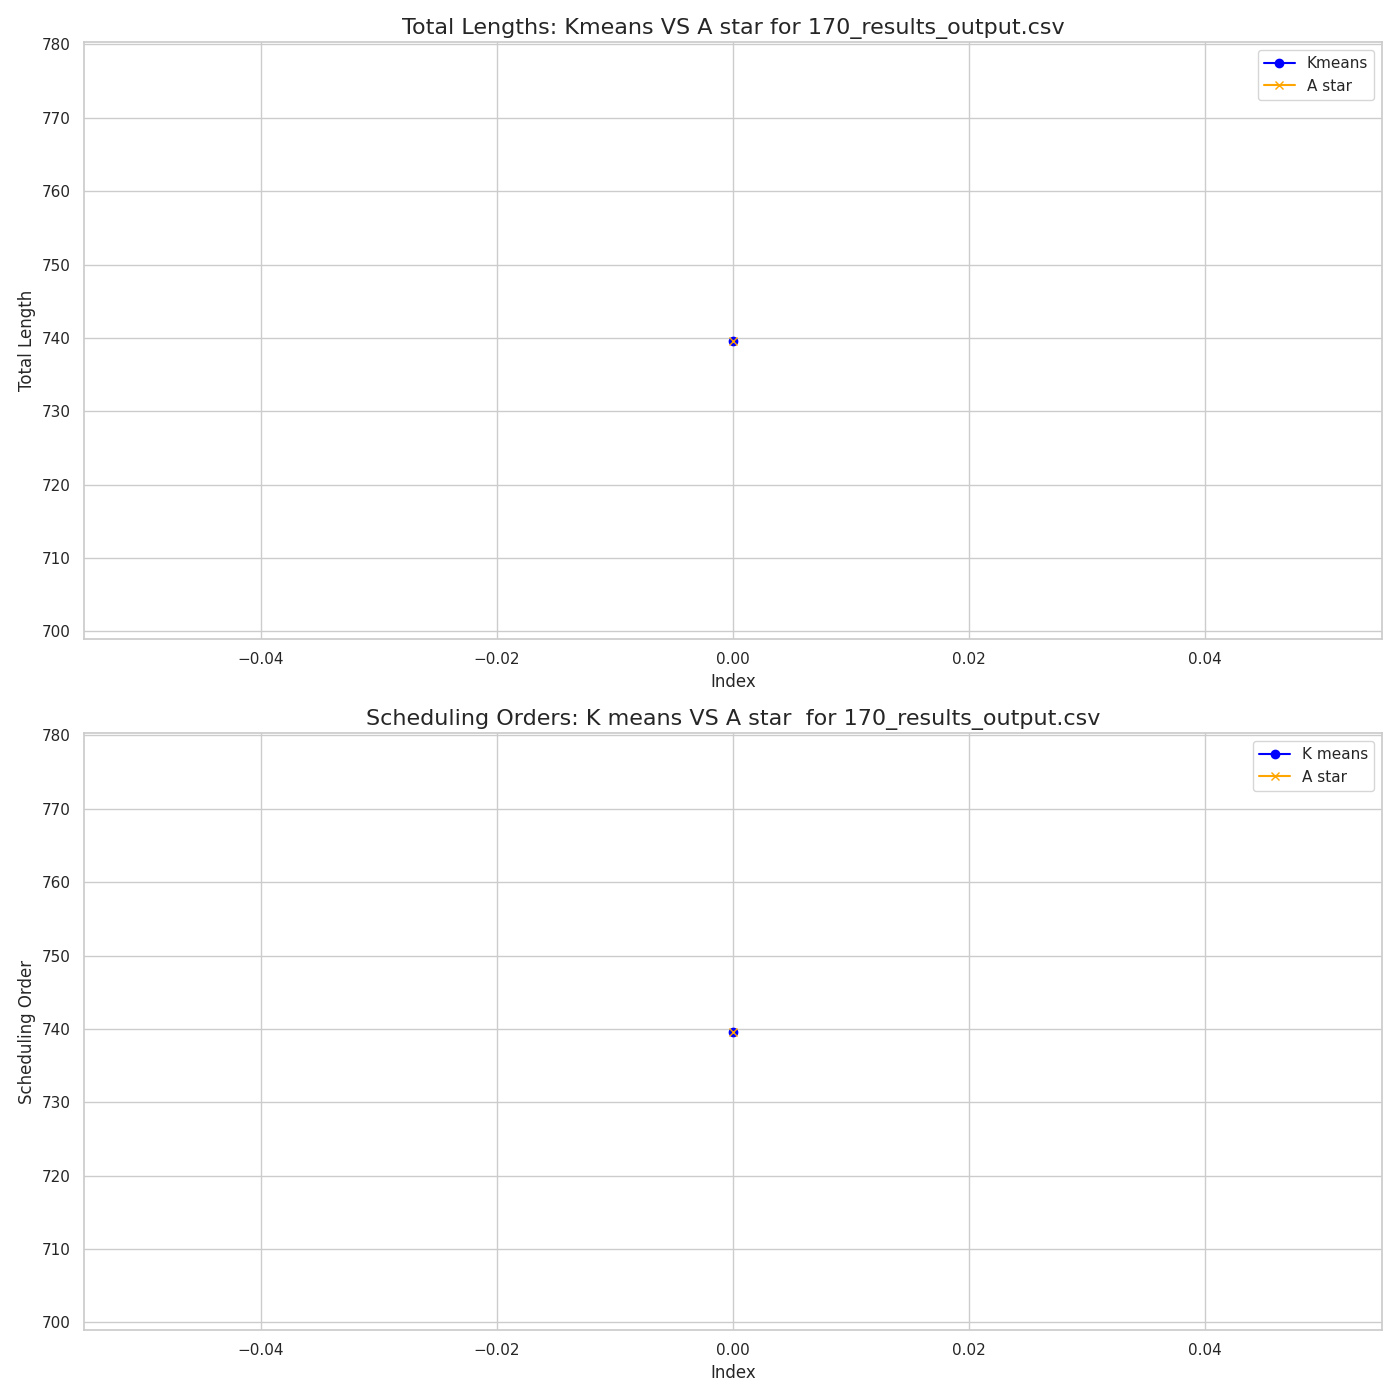 Total Lengths: Kmeans VS A star for 170_results_output.csv
780
770
760
750
740
730
720
710
700
Total Length
Kmeans
A star
−0.04
−0.02
0.00
0.02
0.04
Index
Scheduling Orders: K means VS A star  for 170_results_output.csv
780
770
760
750
740
730
720
710
700
Scheduling Order
K means
A star
−0.04
−0.02
0.00
0.02
0.04
Index